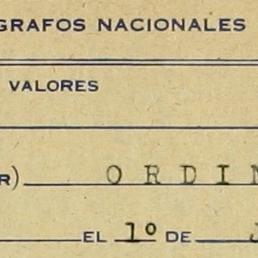 GRAFOS NACIONALES
VALORES
R) ORDIN
EL 1º DE J